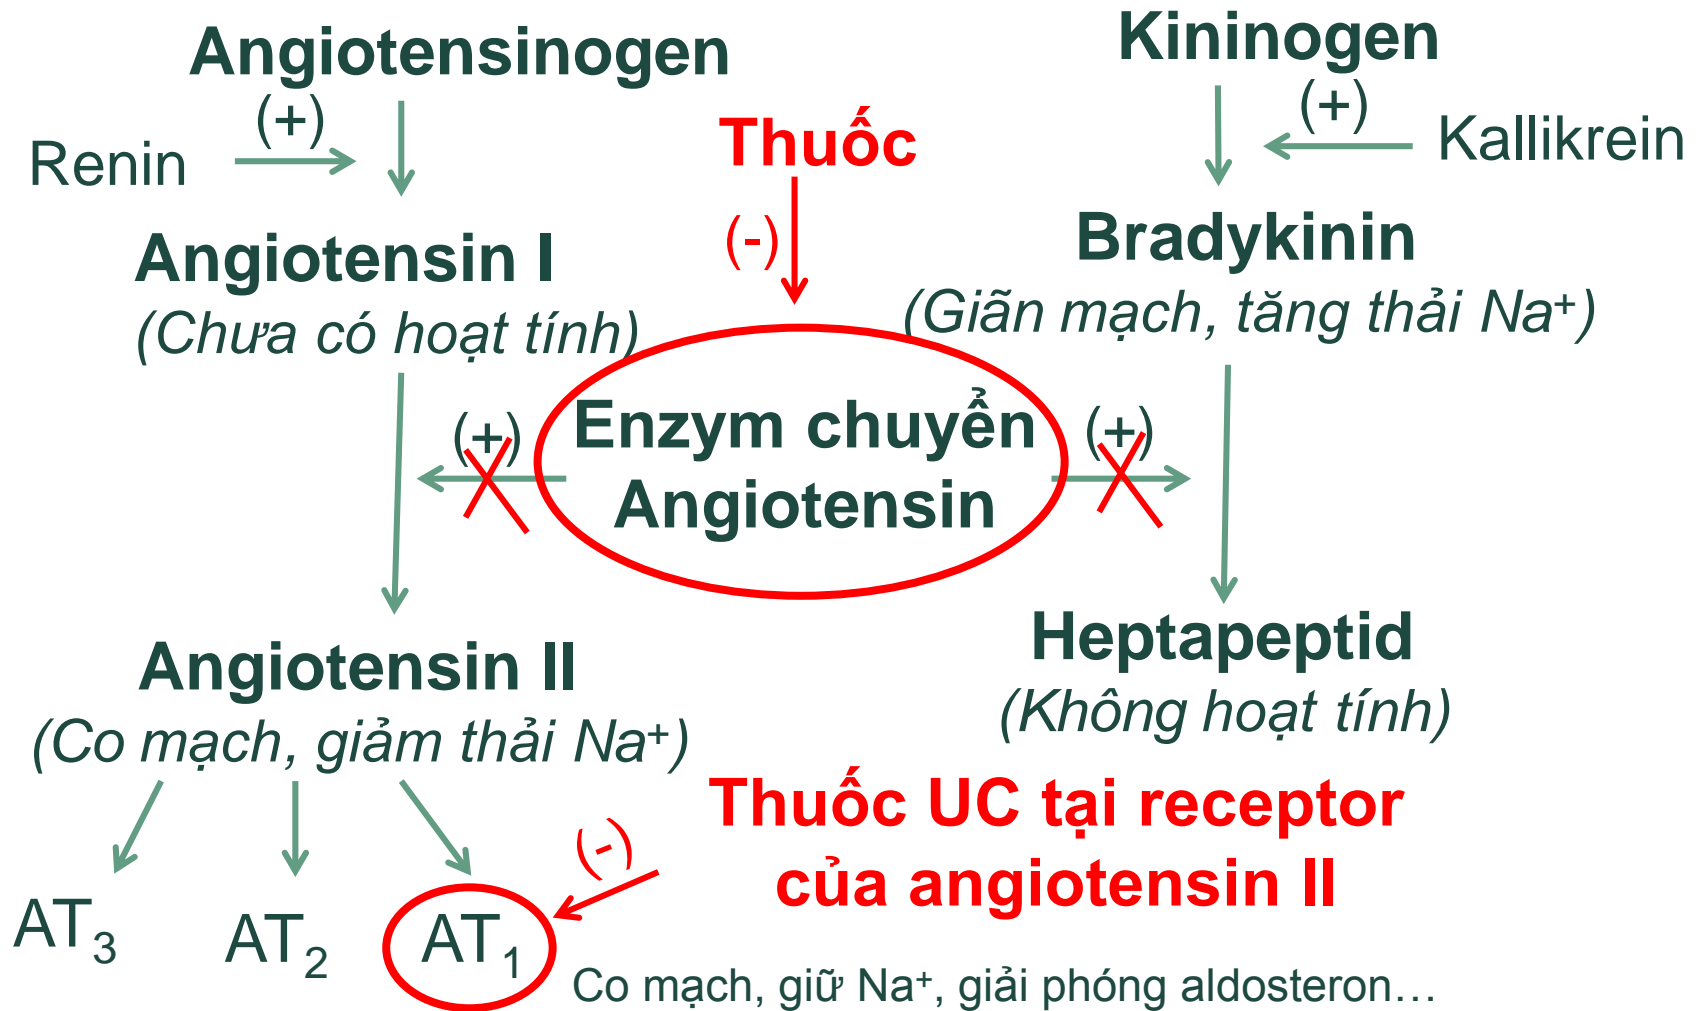 Angiotensinogen
Kininogen
(+)
(+)
Renin
Thuốc
Kallikrein
(-)
Angiotensin I
Bradykinin
(Chưa có hoạt tính)
(Giãn mạch, tăng thải Na⁺)
(+)
Enzym chuyển
Angiotensin
(+)
Angiotensin II
Heptapeptid
(Co mạch, giảm thải Na⁺)
(Không hoạt tính)
(-)
Thuốc UC tại receptor
của angiotensin II
AT₃
AT₂
AT₁
Co mạch, giữ Na⁺, giải phóng aldosteron…